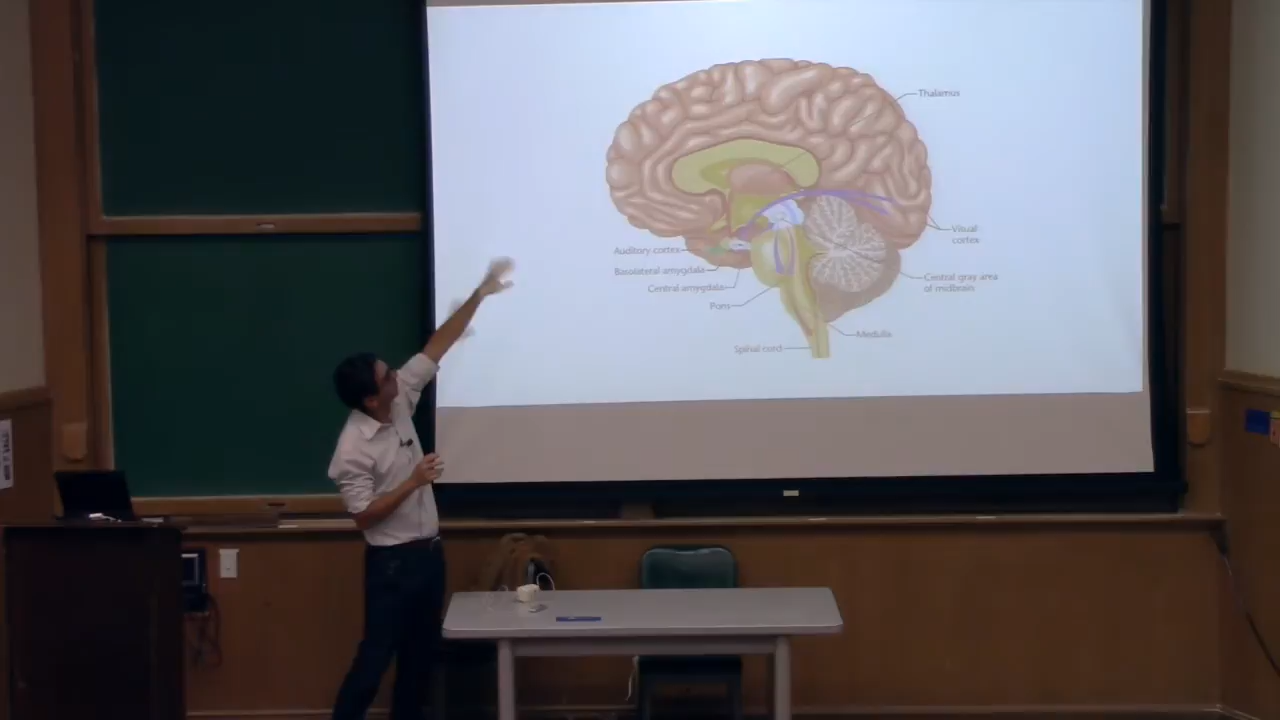 Thalamus
Visual
cortex
Auditory cortex
Basolateral amygdala
Central gray area
of midbrain
Central amygdala
Pons
Medulla
Spinal cord